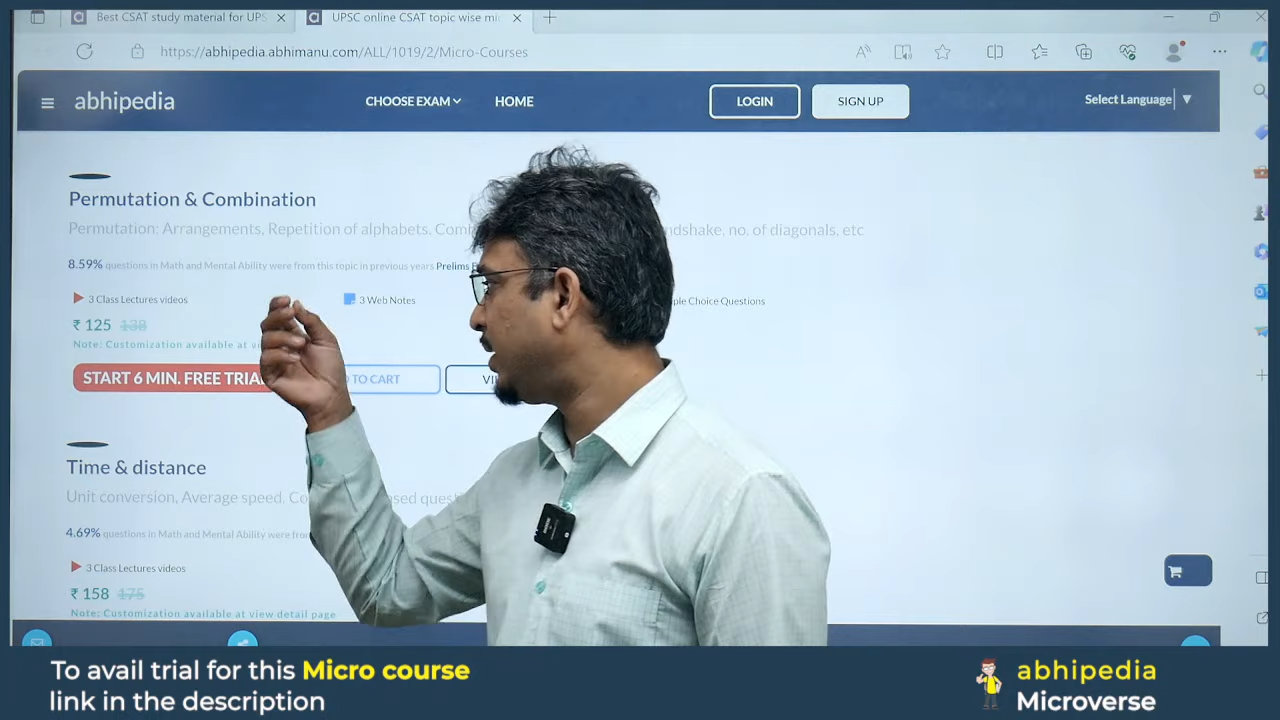 Best CSAT study material for UPS
UPSC online CSAT topic wise mi
https://abhipedia.abhimanu.com/ALL/1019/2/Micro-Courses
abhipedia
CHOOSE EXAM
HOME
LOGIN
SIGN UP
Select Language
Permutation & Combination
Permutation: Arrangements, Repetition of alphabets. Com ndshake, no. of diagonals, etc
8.59% questions in Math and Mental Ability were from this topic in previous years Prelims
3 Class Lectures videos
3 Web Notes
ple Choice Questions
₹ 125 138
Note: Customization available at
START 6 MIN. FREE TRIA
TO CART
VI
Time & distance
Unit conversion, Average speed. Co sed quest
4.69% questions in Math and Mental Ability were fro
3 Class Lectures videos
₹ 158 175
Note: Customization available at view detail page
To avail trial for this Micro course
link in the description
abhipedia
Microverse